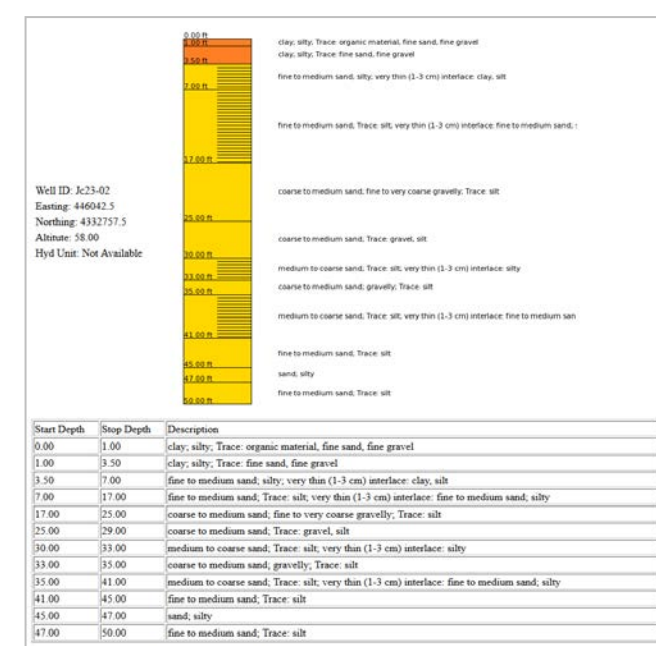 0.00 ft
1.00 ft
clay; silty; Trace: organic material, fine sand, fine gravel
clay; silty; Trace: fine sand, fine gravel
3.50 ft
fine to medium sand; silty; very thin (1-3 cm) interlace: clay, silt
7.00 ft
fine to medium sand; Trace: silt; very thin (1-3 cm) interlace: fine to medium sand; :
17.00 ft
coarse to medium sand; fine to very coarse gravelly; Trace: silt
25.00 ft
coarse to medium sand; Trace: gravel, silt
30.00 ft
medium to coarse sand; Trace: silt; very thin (1-3 cm) interlace: silty
33.00 ft
coarse to medium sand; gravelly; Trace: silt
35.00 ft
medium to coarse sand; Trace: silt; very thin (1-3 cm) interlace: fine to medium san
41.00 ft
fine to medium sand; Trace: silt
45.00 ft
sand; silty
47.00 ft
fine to medium sand; Trace: silt
50.00 ft
Well ID: Jc23-02
Easting: 446042.5
Northing: 4332757.5
Altitute: 58.00
Hyd Unit: Not Available
Start Depth Stop Depth Description
0.00 1.00 clay; silty; Trace: organic material, fine sand, fine gravel
1.00 3.50 clay; silty; Trace: fine sand, fine gravel
3.50 7.00 fine to medium sand; silty; very thin (1-3 cm) interlace: clay, silt
7.00 17.00 fine to medium sand; Trace: silt; very thin (1-3 cm) interlace: fine to medium sand; silty
17.00 25.00 coarse to medium sand; fine to very coarse gravelly; Trace: silt
25.00 29.00 coarse to medium sand; Trace: gravel, silt
30.00 33.00 medium to coarse sand; Trace: silt; very thin (1-3 cm) interlace: silty
33.00 35.00 coarse to medium sand; gravelly; Trace: silt
35.00 41.00 medium to coarse sand; Trace: silt; very thin (1-3 cm) interlace: fine to medium sand; silty
41.00 45.00 fine to medium sand; Trace: silt
45.00 47.00 sand; silty
47.00 50.00 fine to medium sand; Trace: silt